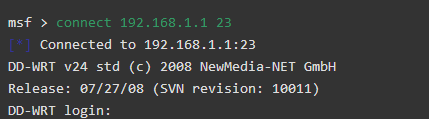 msf > connect 192.168.1.1 23
[*] Connected to 192.168.1.1:23
DD-WRT v24 std (c) 2008 NewMedia-NET GmbH
Release: 07/27/08 (SVN revision: 10011)
DD-WRT login: